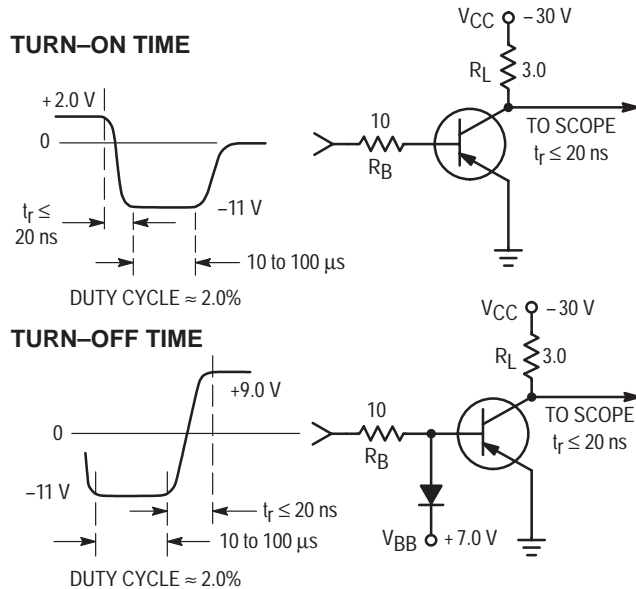 TURN–ON TIME
+2.0 V
0
–11 V
t_r ≤
20 ns
10 to 100 µs
DUTY CYCLE ≈ 2.0%
V_CC –30 V
R_L 3.0
10
R_B
TO SCOPE
t_r ≤ 20 ns
TURN–OFF TIME
+9.0 V
0
–11 V
t_r ≤ 20 ns
10 to 100 µs
DUTY CYCLE ≈ 2.0%
V_CC –30 V
R_L 3.0
10
R_B
TO SCOPE
t_r ≤ 20 ns
V_BB +7.0 V